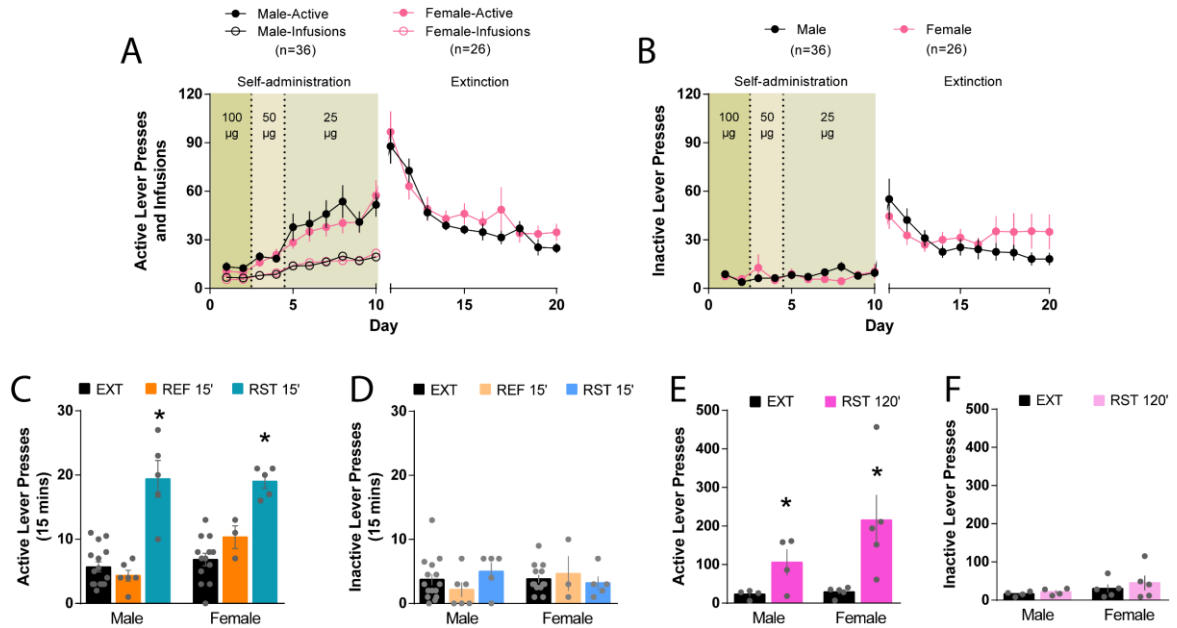 A
Male-Active
Female-Active
Male-Infusions
Female-Infusions
(n=36)
(n=26)
Self-administration
Extinction
Active Lever Presses
and Infusions
120
90
60
30
0
100
µg
50
µg
25
µg
0
5
10
15
20
Day
B
Male
Female
(n=36)
(n=26)
Self-administration
Extinction
Inactive Lever Presses
120
90
60
30
0
100
µg
50
µg
25
µg
0
5
10
15
20
Day
C
EXT
REF 15'
RST 15'
Active Lever Presses
(15 mins)
30
20
10
0
*
*
Male
Female
D
EXT
REF 15'
RST 15'
Inactive Lever Presses
(15 mins)
30
20
10
0
Male
Female
E
EXT
RST 120'
Active Lever Presses
500
400
300
200
100
0
*
*
Male
Female
F
EXT
RST 120'
Inactive Lever Presses
500
400
300
200
100
0
Male
Female